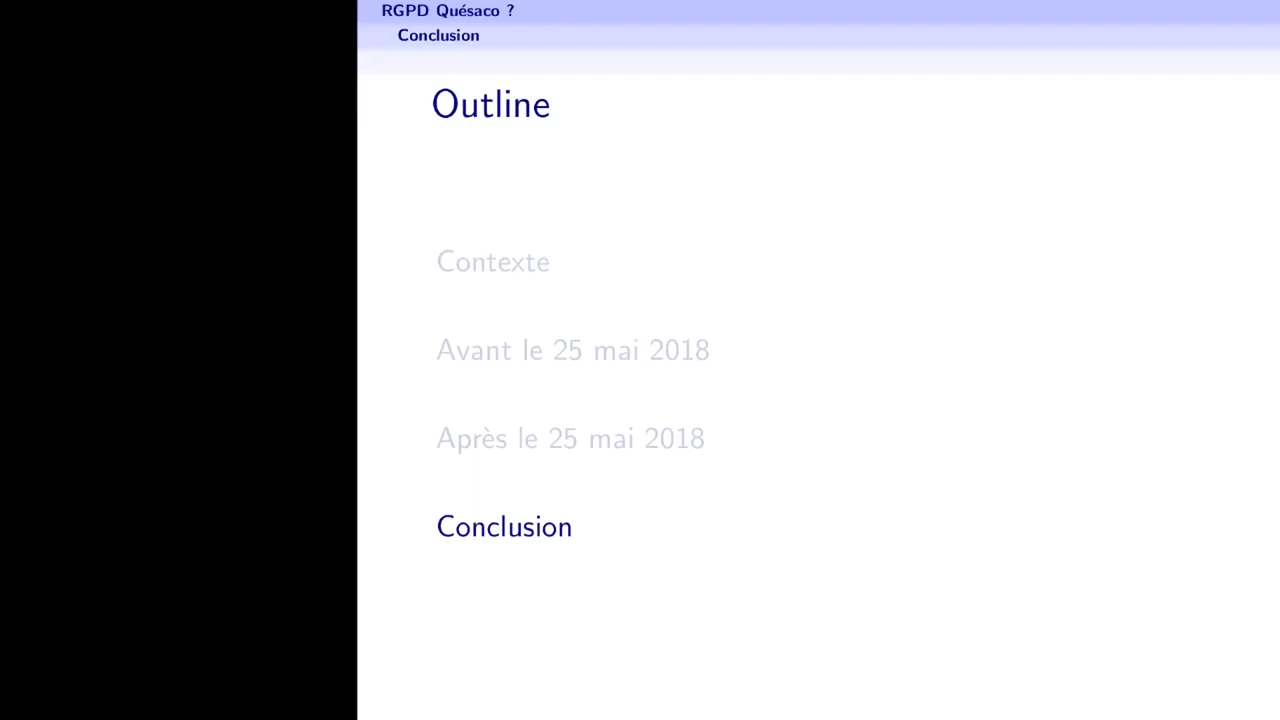 RGPD Quésaco ?
Conclusion
Outline
Contexte
Avant le 25 mai 2018
Après le 25 mai 2018
Conclusion